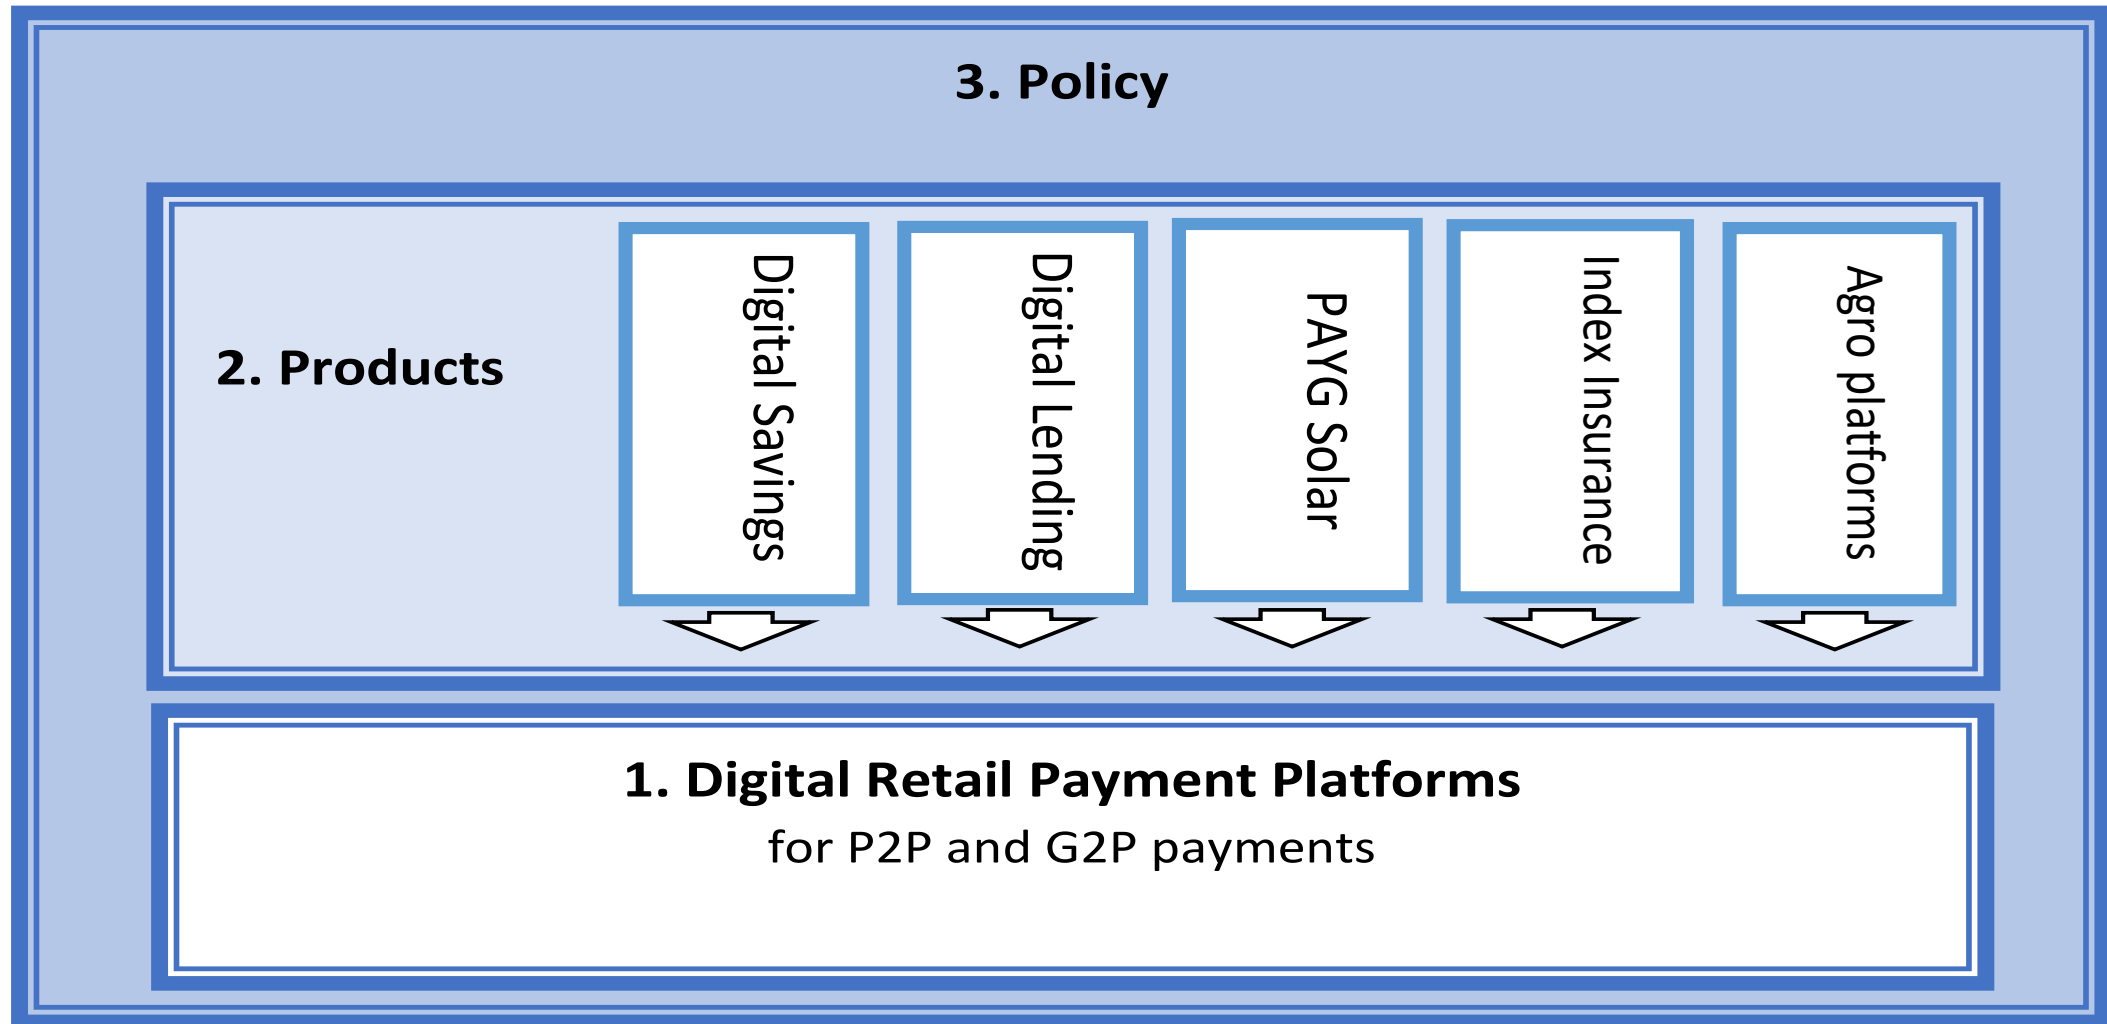 3. Policy
2. Products
Digital Savings
Digital Lending
PAYG Solar
Index Insurance
Agro platforms
1. Digital Retail Payment Platforms
for P2P and G2P payments